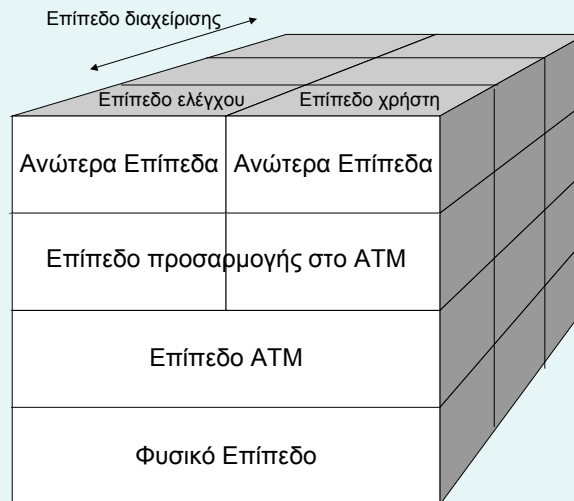 Επίπεδο διαχείρισης
Επίπεδο ελέγχου
Επίπεδο χρήστη
Ανώτερα Επίπεδα
Ανώτερα Επίπεδα
Επίπεδο προσαρμογής στο ATM
Επίπεδο ATM
Φυσικό Επίπεδο